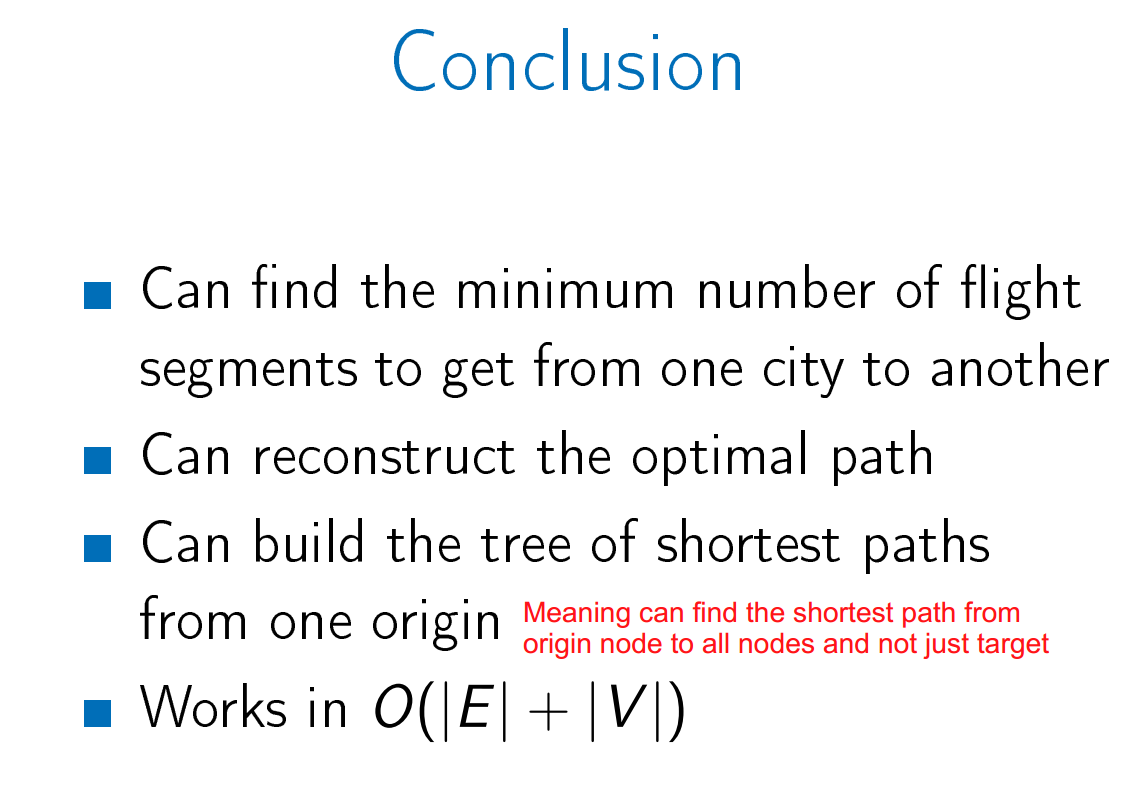 Conclusion
Can find the minimum number of flight
segments to get from one city to another
Can reconstruct the optimal path
Can build the tree of shortest paths
from one origin
Meaning can find the shortest path from
origin node to all nodes and not just target
Works in O(|E| + |V|)